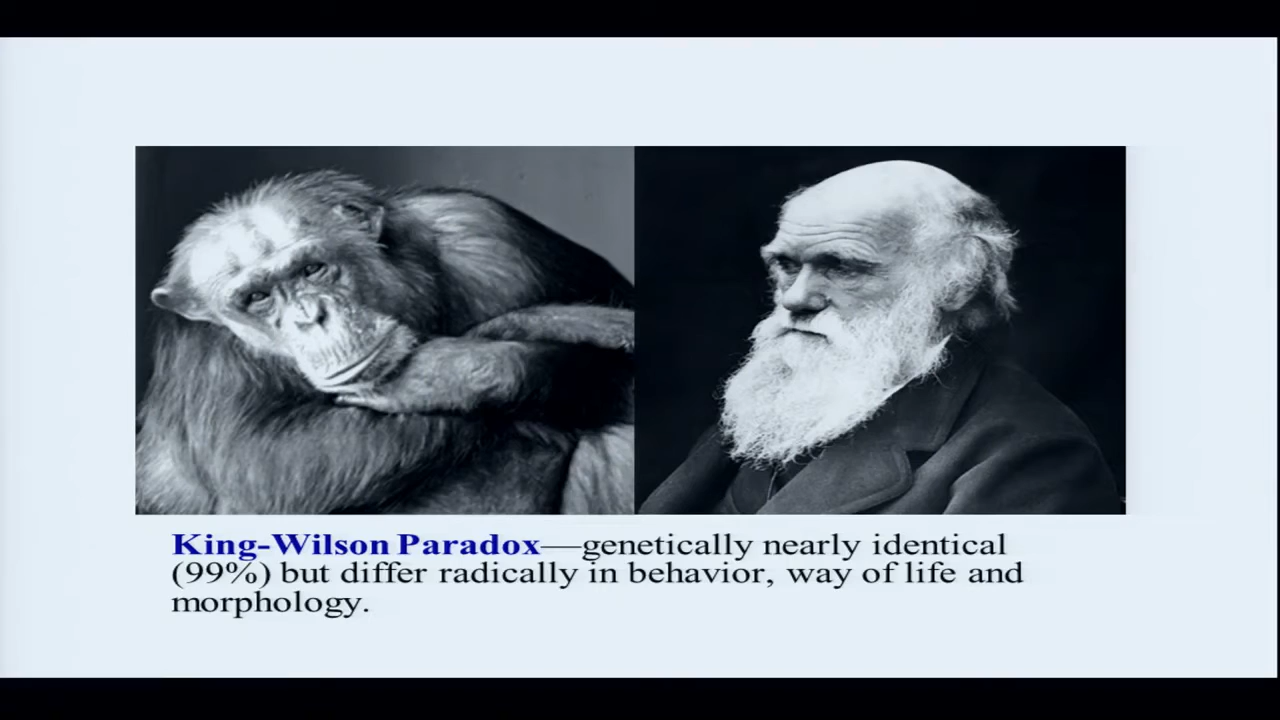 King-Wilson Paradox—genetically nearly identical
(99%) but differ radically in behavior, way of life and
morphology.